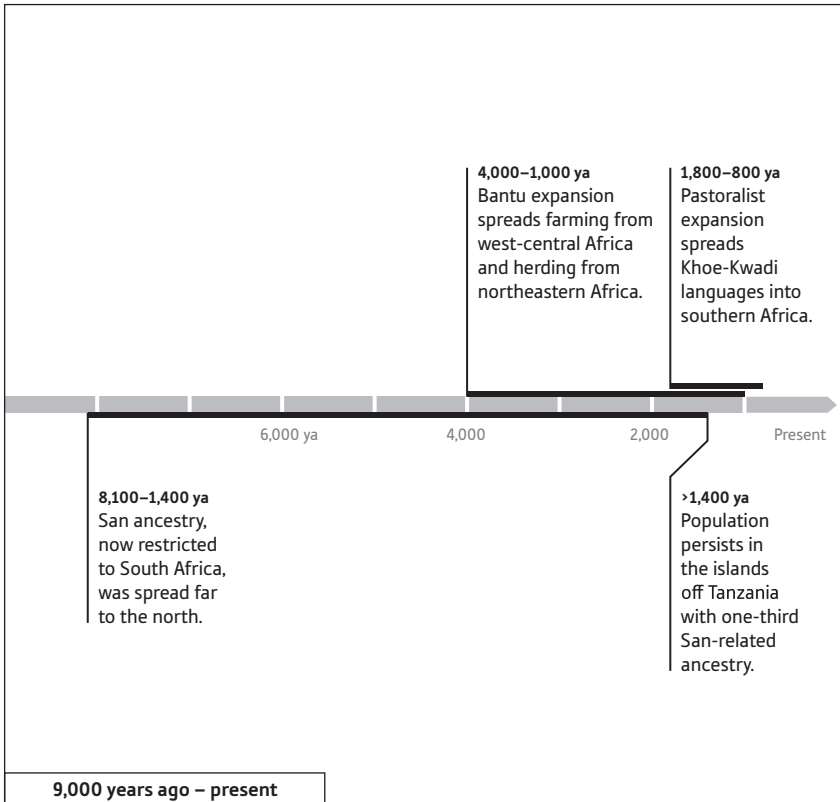 4,000–1,000 ya
Bantu expansion
spreads farming from
west-central Africa
and herding from
northeastern Africa.
1,800–800 ya
Pastoralist
expansion
spreads
Khoe-Kwadi
languages into
southern Africa.
6,000 ya
4,000
2,000
Present
8,100–1,400 ya
San ancestry,
now restricted
to South Africa,
was spread far
to the north.
>1,400 ya
Population
persists in
the islands
off Tanzania
with one-third
San-related
ancestry.
9,000 years ago – present